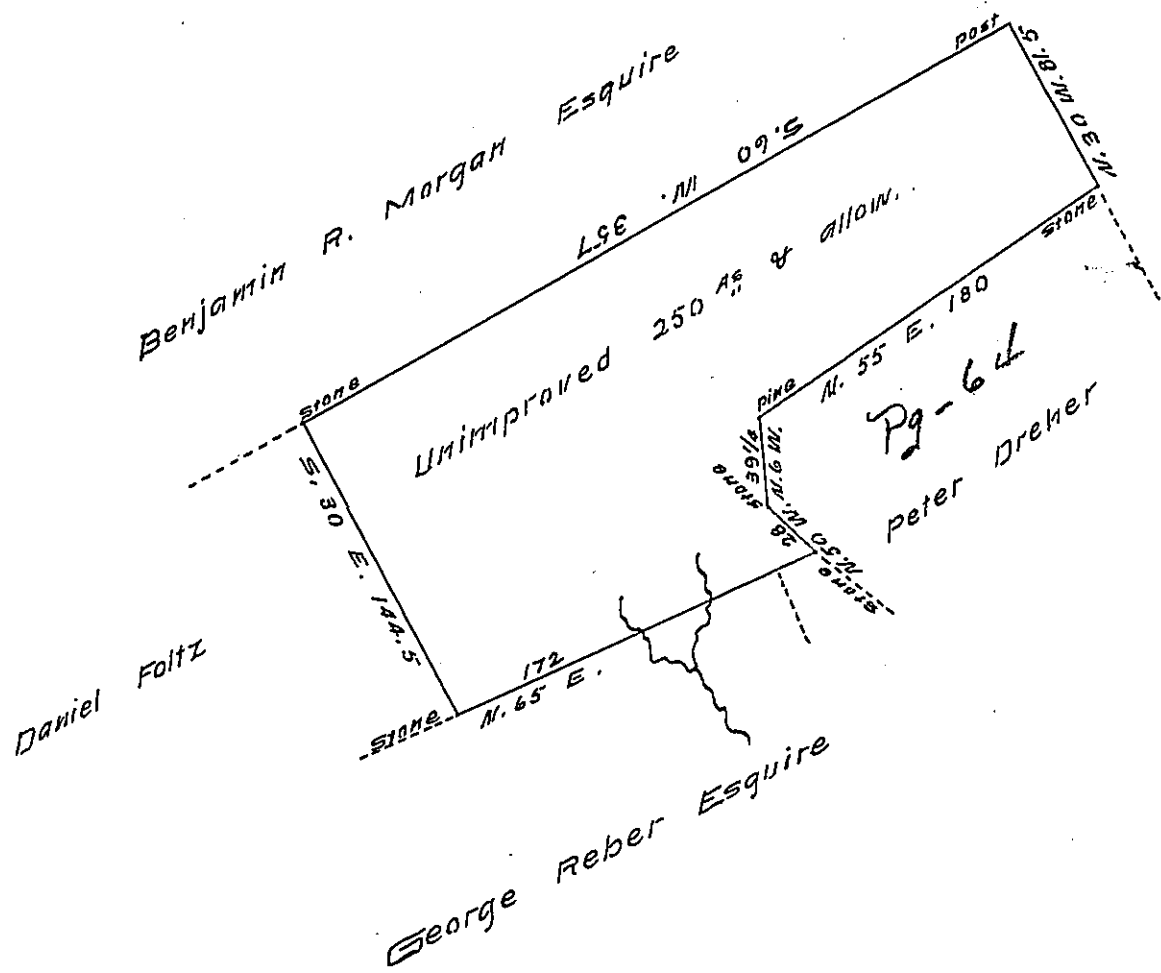 Benjamin R. Morgan Esquire
post
S. 60 W. 357
N. 30 W. 81.5
stone
Unimproved 250 As & allow.
stone
N. 55 E. 180
Pg-64
pine
N. 6 W. 39 1/4
stone
Peter Dreher
N. 50 W. 28
stone
S. 30 E. 144.5
172
N. 65 E.
stone
Daniel Foltz
George Reber Esquire